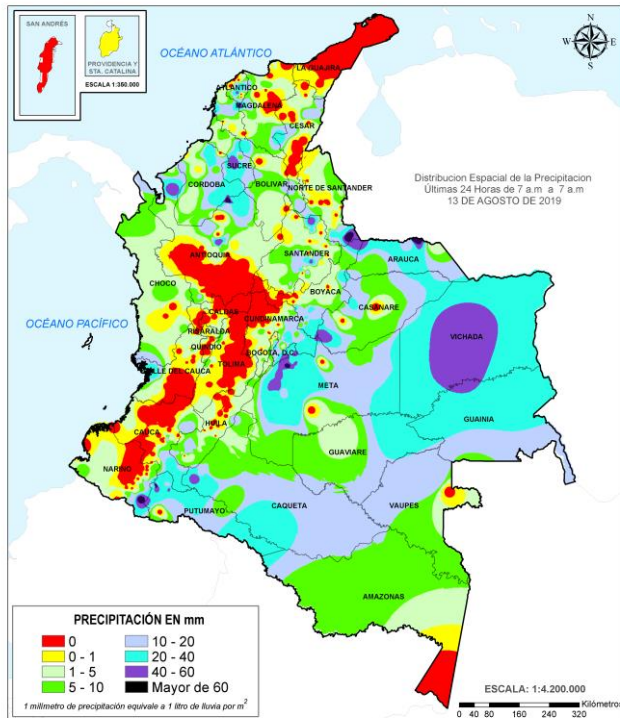 SAN ANDRÉS
PROVIDENCIA Y
STA. CATALINA
ESCALA 1:350.000
OCÉANO ATLÁNTICO
N
W
E
S
LA GUAJIRA
ATLANTICO
MAGDALENA
CESAR
SUCRE
CORDOBA
BOLIVAR
NORTE DE SANTANDER
Distribucion Espacial de la Precipitacion
Últimas 24 Horas de 7 a.m a 7 a.m
13 DE AGOSTO DE 2019
ANTIOQUIA
SANTANDER
ARAUCA
CHOCO
BOYACA
CASANARE
OCÉANO PACÍFICO
CALDAS
CUNDINAMARCA
RISARALDA
VICHADA
QUINDIO
BOGOTA, D.C.
TOLIMA
VALLE DEL CAUCA
META
GUAINIA
HUILA
CAUCA
GUAVIARE
NARIÑO
PUTUMAYO
CAQUETA
VAUPES
AMAZONAS
PRECIPITACIÓN EN mm
0
0 - 1
1 - 5
5 - 10
10 - 20
20 - 40
40 - 60
Mayor de 60
1 milimetro de precipitación equivale a 1 litro de lluvia por m²
ESCALA: 1:4.200.000
Kilómetros
0 40 80 160 240 320